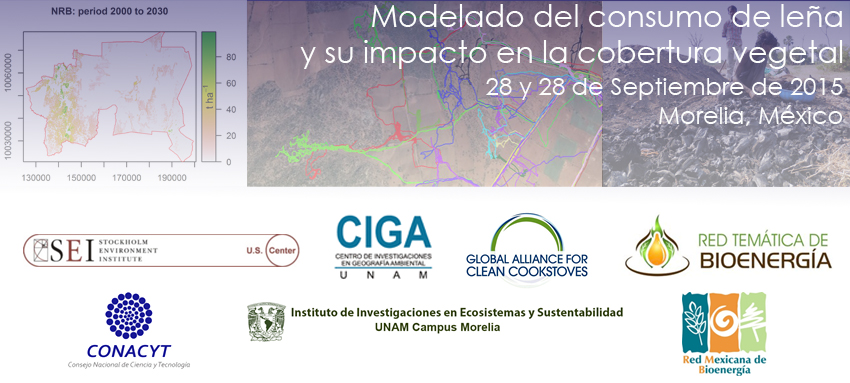 NRB: period 2000 to 2030
Modelado del consumo de leña
y su impacto en la cobertura vegetal
28 y 28 de Septiembre de 2015
Morelia, México
10060000
10030000
130000 150000 170000 190000
80
60
40
20
0
t ha⁻¹
SEI STOCKHOLM
ENVIRONMENT
INSTITUTE
U.S. Center
CIGA
CENTRO DE INVESTIGACIONES
EN GEOGRAFÍA AMBIENTAL
UNAM
GLOBAL ALLIANCE FOR
CLEAN COOKSTOVES
RED TEMÁTICA DE
BIOENERGÍA
CONACYT
Consejo Nacional de Ciencia y Tecnología
Instituto de Investigaciones en Ecosistemas y Sustentabilidad
UNAM Campus Morelia
Red Mexicana de
Bioenergía